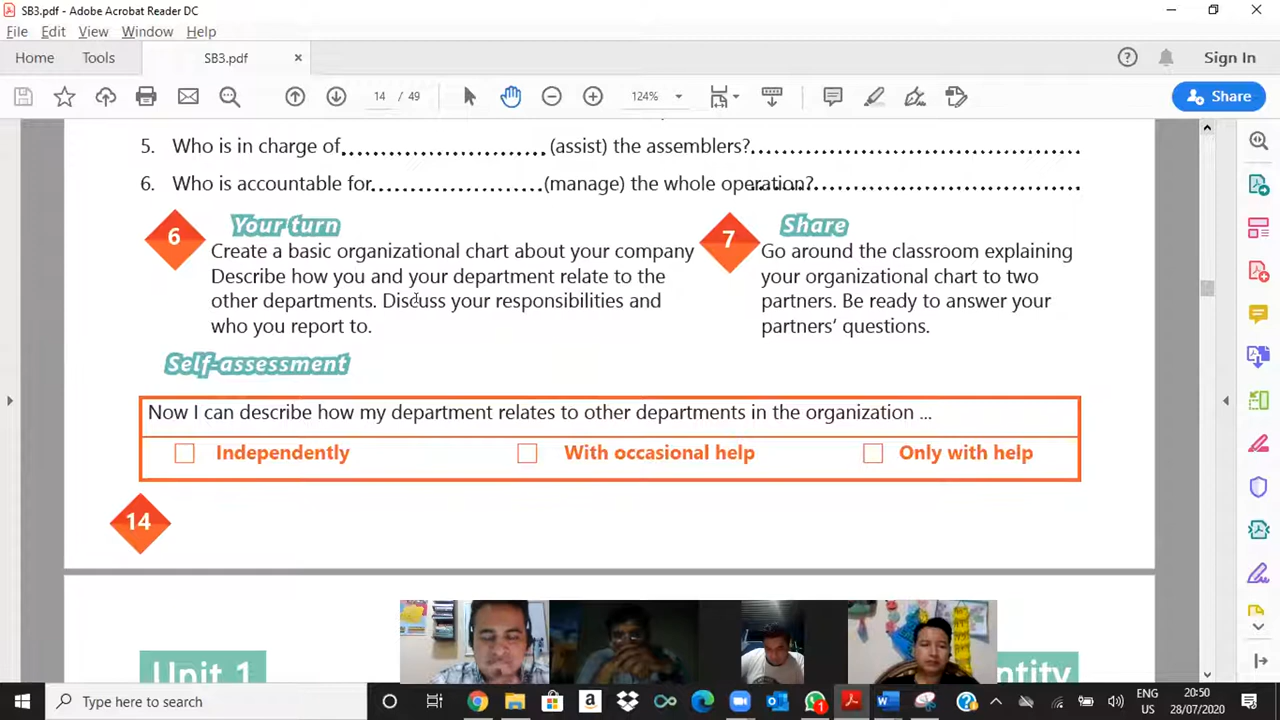 SB3.pdf - Adobe Acrobat Reader DC
File Edit View Window Help
Home Tools SB3.pdf × Sign In
14 / 49 124% Share
5. Who is in charge of.............................. (assist) the assemblers?..................................................
6. Who is accountable for.........................(manage) the whole operation?........................................
6 Your turn
Create a basic organizational chart about your company
Describe how you and your department relate to the
other departments. Discuss your responsibilities and
who you report to.
7 Share
Go around the classroom explaining
your organizational chart to two
partners. Be ready to answer your
partners' questions.
Self-assessment
Now I can describe how my department relates to other departments in the organization ...
Independently With occasional help Only with help
14
Unit 1
Type here to search
1
ENG 20:50
US 28/07/2020